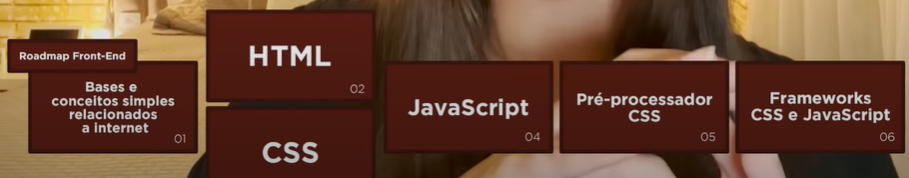 Roadmap Front-End
Bases e
conceitos simples
relacionados
a internet
01
HTML
02
CSS
JavaScript
04
Pré-processador
CSS
05
Frameworks
CSS e JavaScript
06